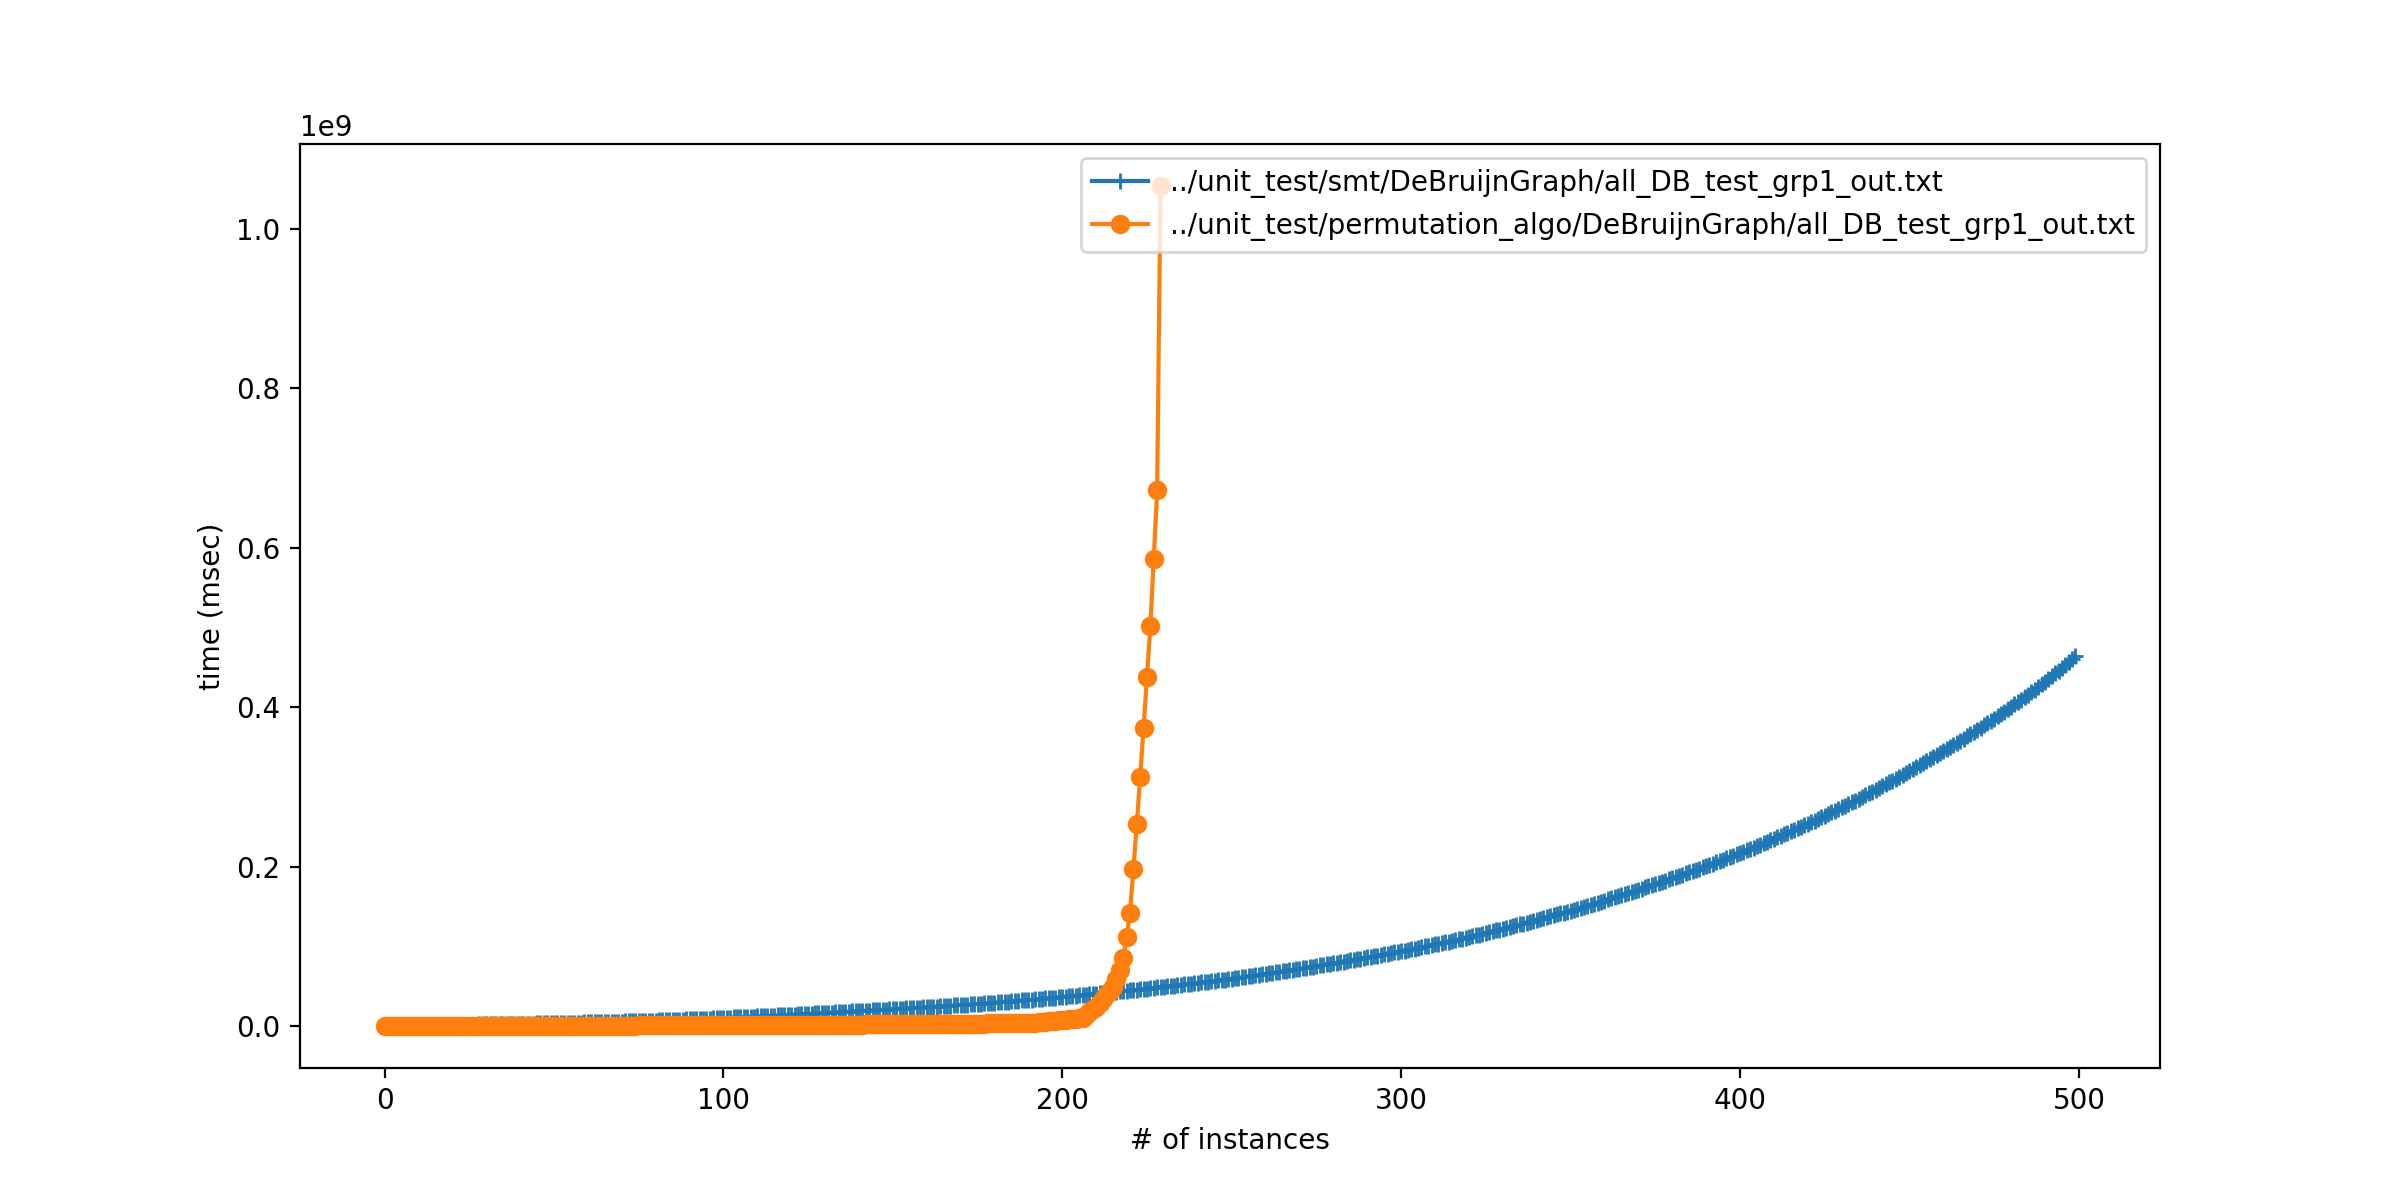 1e9
../unit_test/smt/DeBruijnGraph/all_DB_test_grp1_out.txt
../unit_test/permutation_algo/DeBruijnGraph/all_DB_test_grp1_out.txt
1.0
0.8
0.6
0.4
0.2
0.0
time (msec)
0 100 200 300 400 500
# of instances